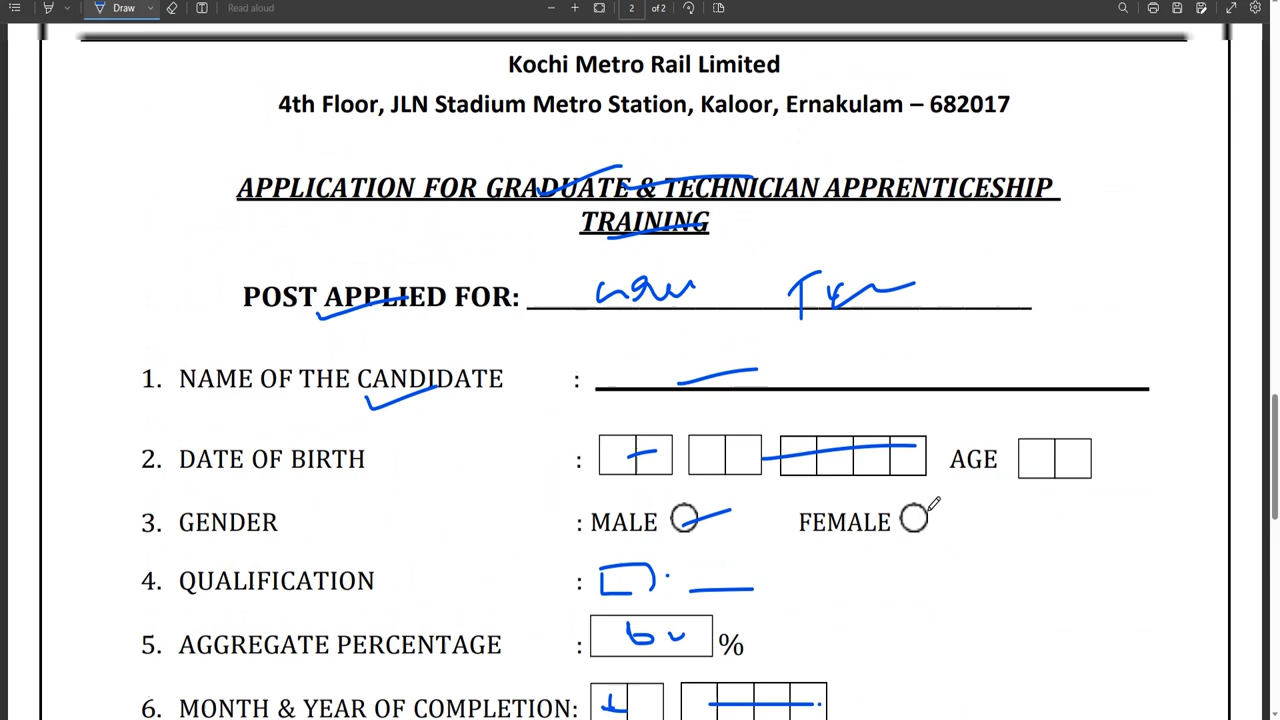 Draw
Read aloud
2 of 2
Kochi Metro Rail Limited
4th Floor, JLN Stadium Metro Station, Kaloor, Ernakulam – 682017
APPLICATION FOR GRADUATE & TECHNICIAN APPRENTICESHIP
TRAINING
POST APPLIED FOR:
1. NAME OF THE CANDIDATE :
2. DATE OF BIRTH : AGE
3. GENDER : MALE FEMALE
4. QUALIFICATION :
5. AGGREGATE PERCENTAGE : %
6. MONTH & YEAR OF COMPLETION: